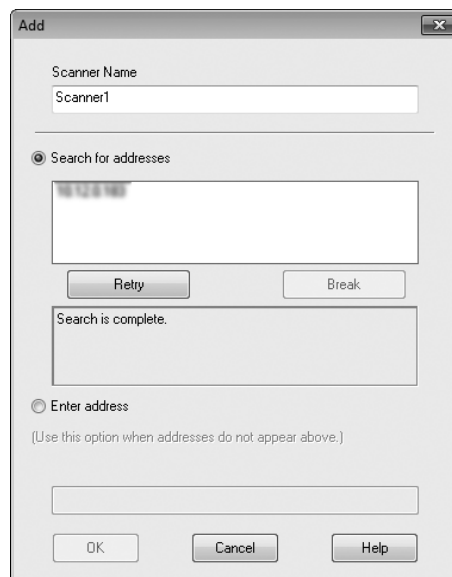 Add
Scanner Name
Scanner1
Search for addresses
Retry Break
Search is complete.
Enter address
(Use this option when addresses do not appear above.)
OK Cancel Help